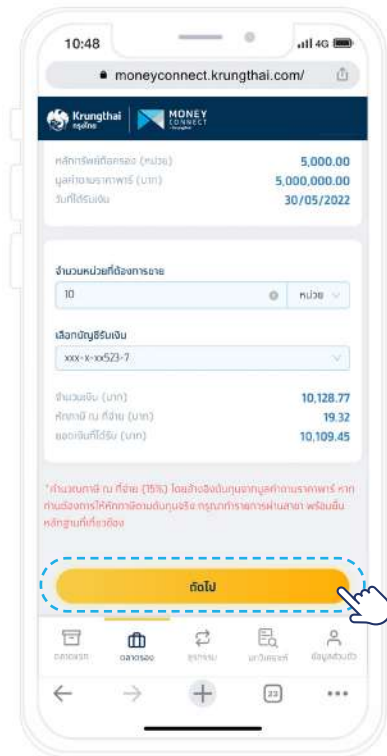 10:48
4G
moneyconnect.krungthai.com/
Krungthai
กรุงไทย
MONEY
CONNECT
หลักทรัพย์ถือครอง (หน่วย) 5,000.00
มูลค่าตามราคาพาร์ (บาท) 5,000,000.00
วันที่ได้รับเงิน 30/05/2022
จำนวนหน่วยที่ต้องการขาย
10 หน่วย
เลือกบัญชีรับเงิน
xxx-x-xx523-7
จำนวนเงิน (บาท) 10,128.77
หักภาษี ณ ที่จ่าย (บาท) 19.32
ยอดเงินที่ได้รับ (บาท) 10,109.45
*คำนวณภาษี ณ ที่จ่าย (15%) โดยอ้างอิงต้นทุนจากมูลค่าตามราคาพาร์ หาก
ท่านต้องการให้หักภาษีตามต้นทุนจริง กรุณาทำรายการผ่านสาขา พร้อมยื่น
หลักฐานที่เกี่ยวข้อง
ถัดไป
ตลาดแรก ตลาดรอง ธุรกรรม บทวิเคราะห์ ข้อมูลส่วนตัว
23